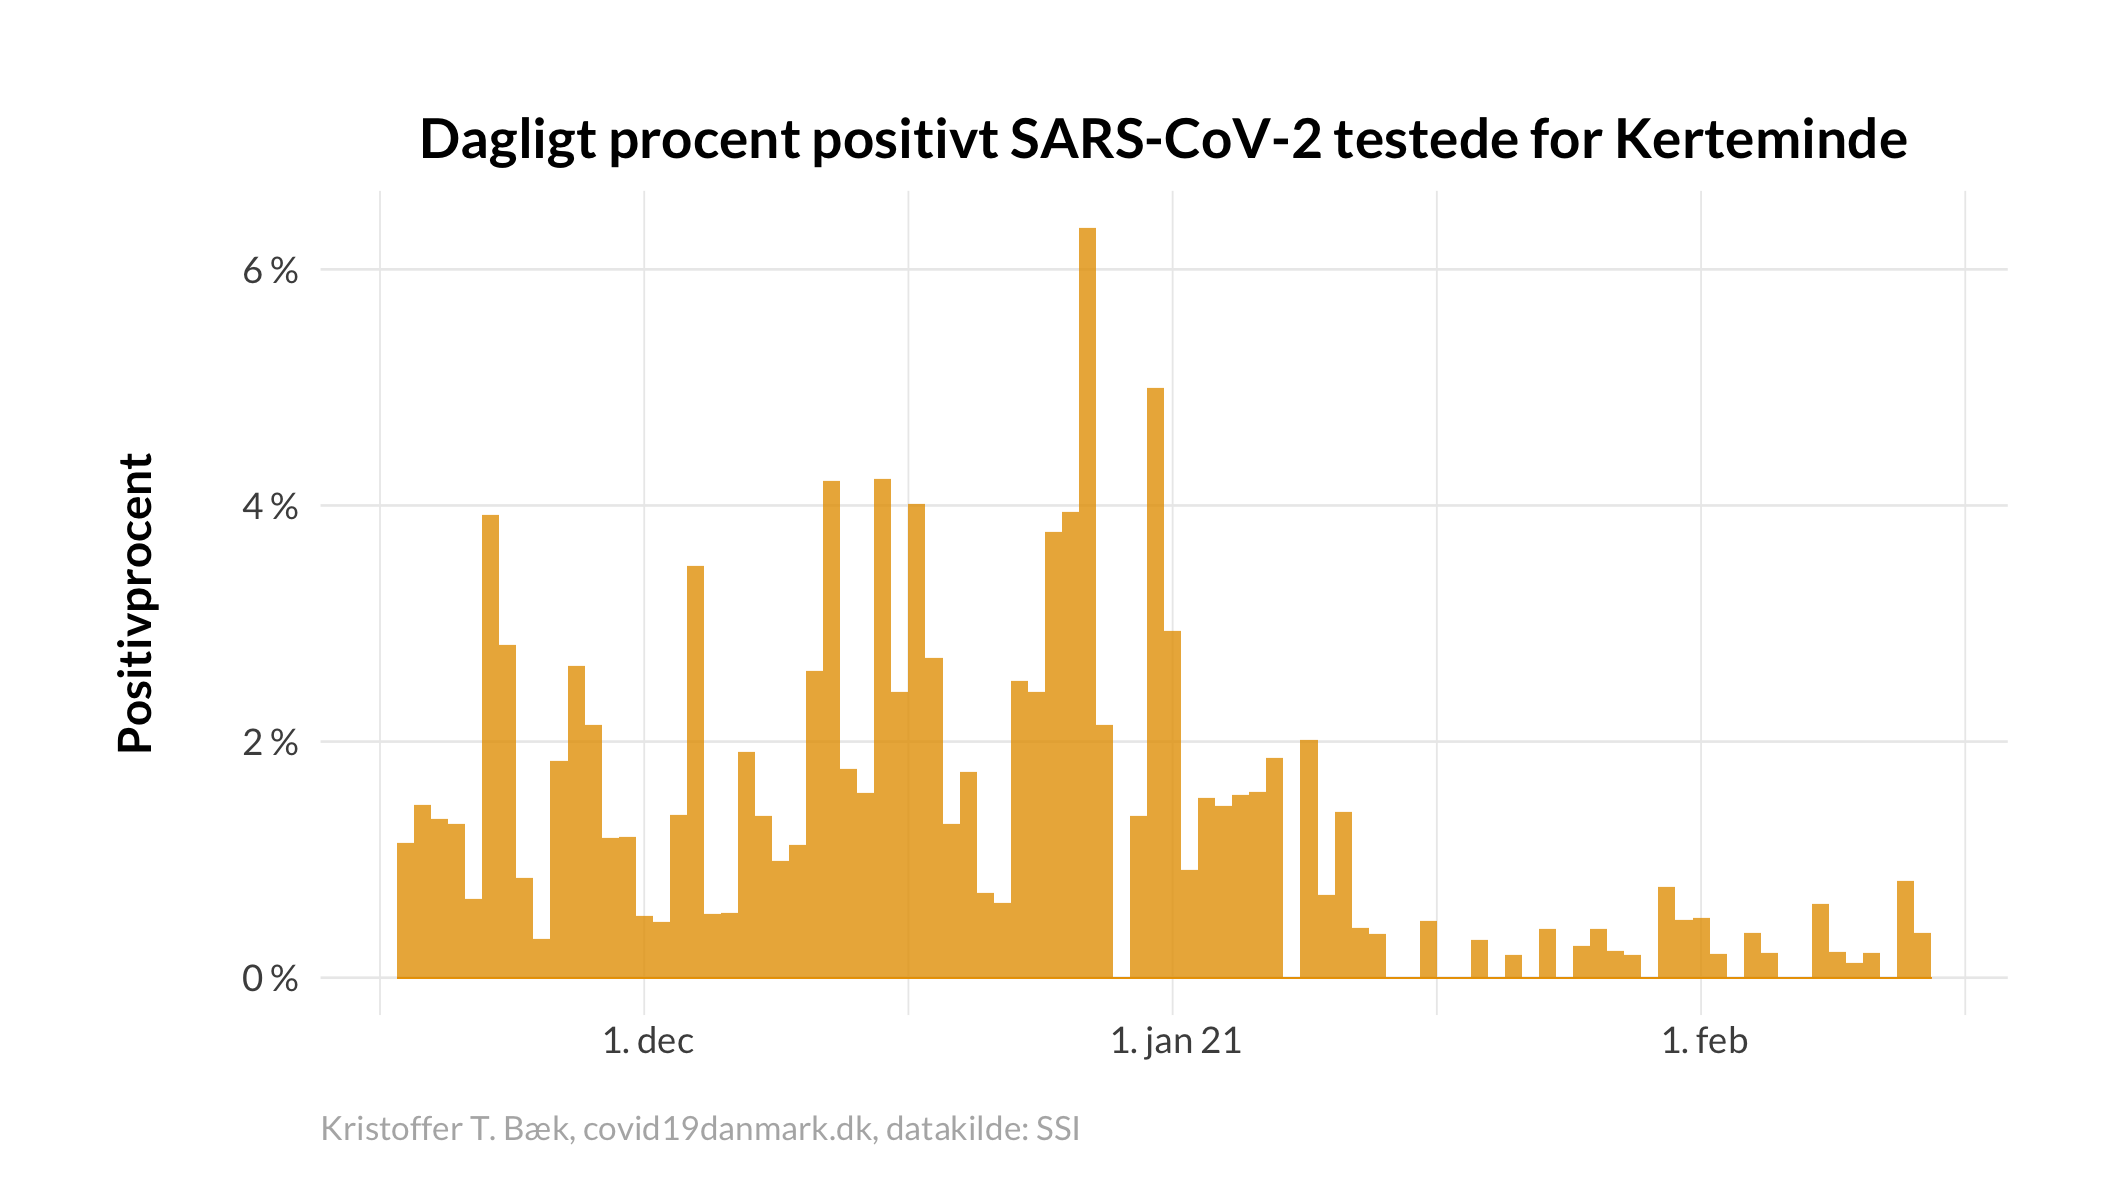 Dagligt procent positivt SARS-CoV-2 testede for Kerteminde
Positivprocent
6 %
4 %
2 %
0 %
1. dec
1. jan 21
1. feb
Kristoffer T. Bæk, covid19danmark.dk, datakilde: SSI